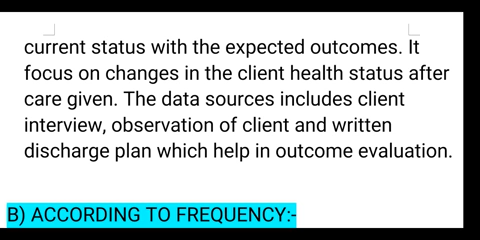 current status with the expected outcomes. It
focus on changes in the client health status after
care given. The data sources includes client
interview, observation of client and written
discharge plan which help in outcome evaluation.
B) ACCORDING TO FREQUENCY:-